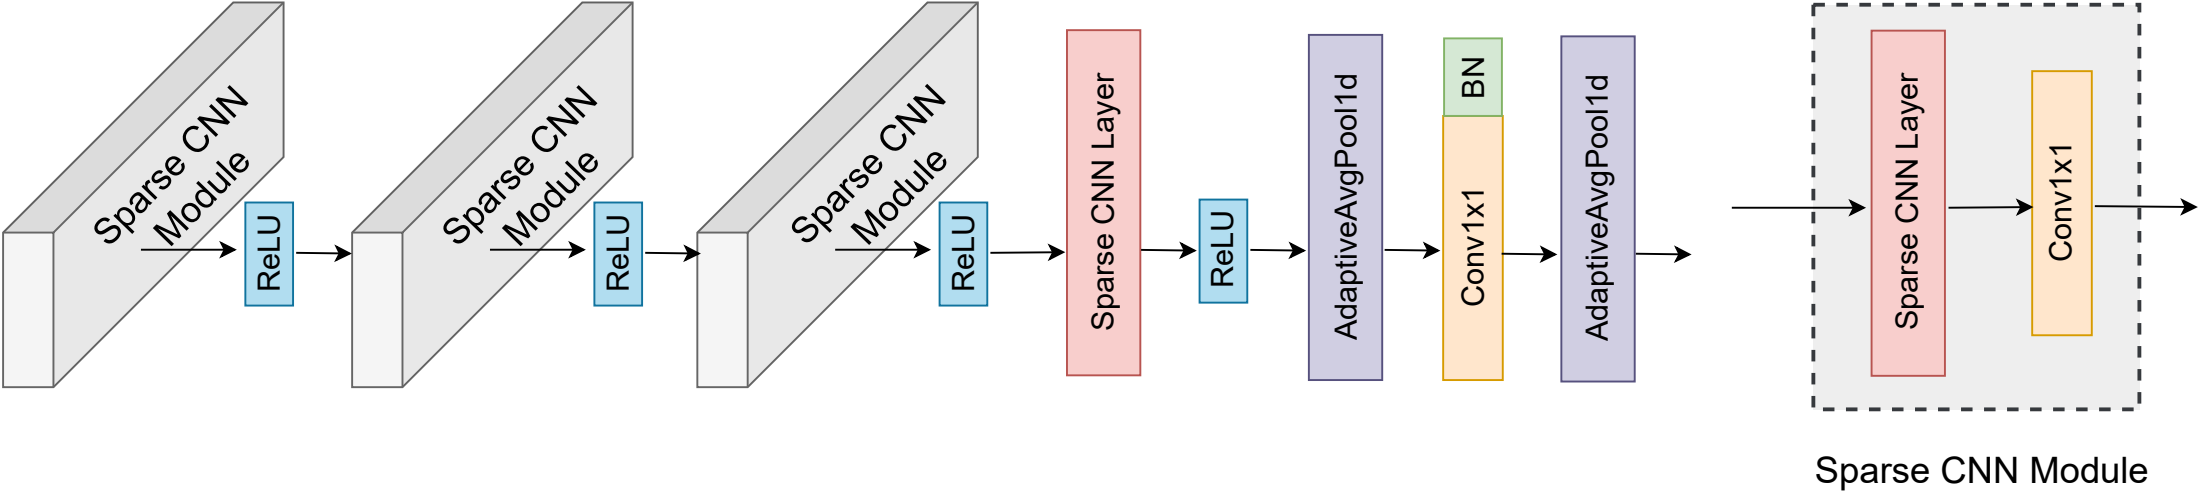 Sparse CNN
Module
ReLU
Sparse CNN
Module
ReLU
Sparse CNN
Module
ReLU
Sparse CNN Layer
ReLU
AdaptiveAvgPool1d
BN
Conv1x1
AdaptiveAvgPool1d
Sparse CNN Layer
Conv1x1
Sparse CNN Module